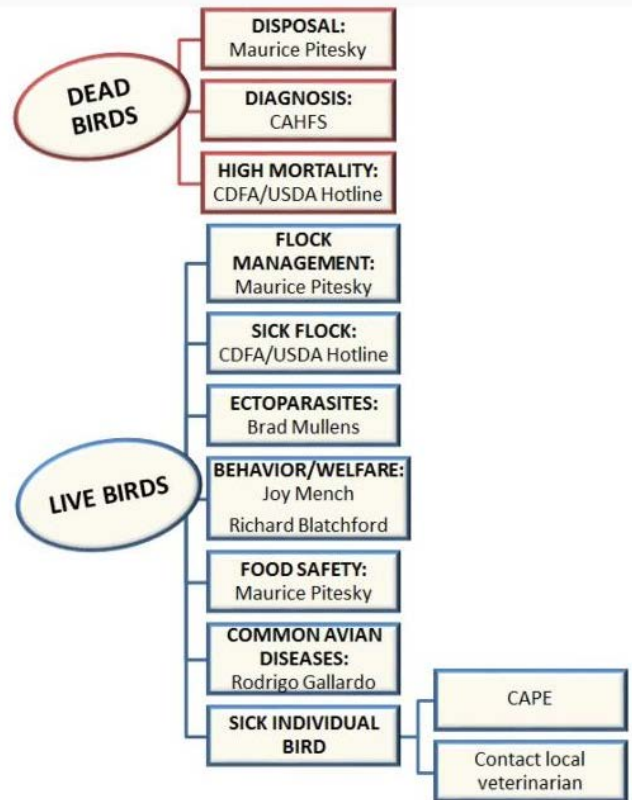 DEAD
BIRDS
DISPOSAL:
Maurice Pitesky
DIAGNOSIS:
CAHFS
HIGH MORTALITY:
CDFA/USDA Hotline
LIVE BIRDS
FLOCK
MANAGEMENT:
Maurice Pitesky
SICK FLOCK:
CDFA/USDA Hotline
ECTOPARASITES:
Brad Mullens
BEHAVIOR/WELFARE:
Joy Mench
Richard Blatchford
FOOD SAFETY:
Maurice Pitesky
COMMON AVIAN
DISEASES:
Rodrigo Gallardo
SICK INDIVIDUAL
BIRD
CAPE
Contact local
veterinarian